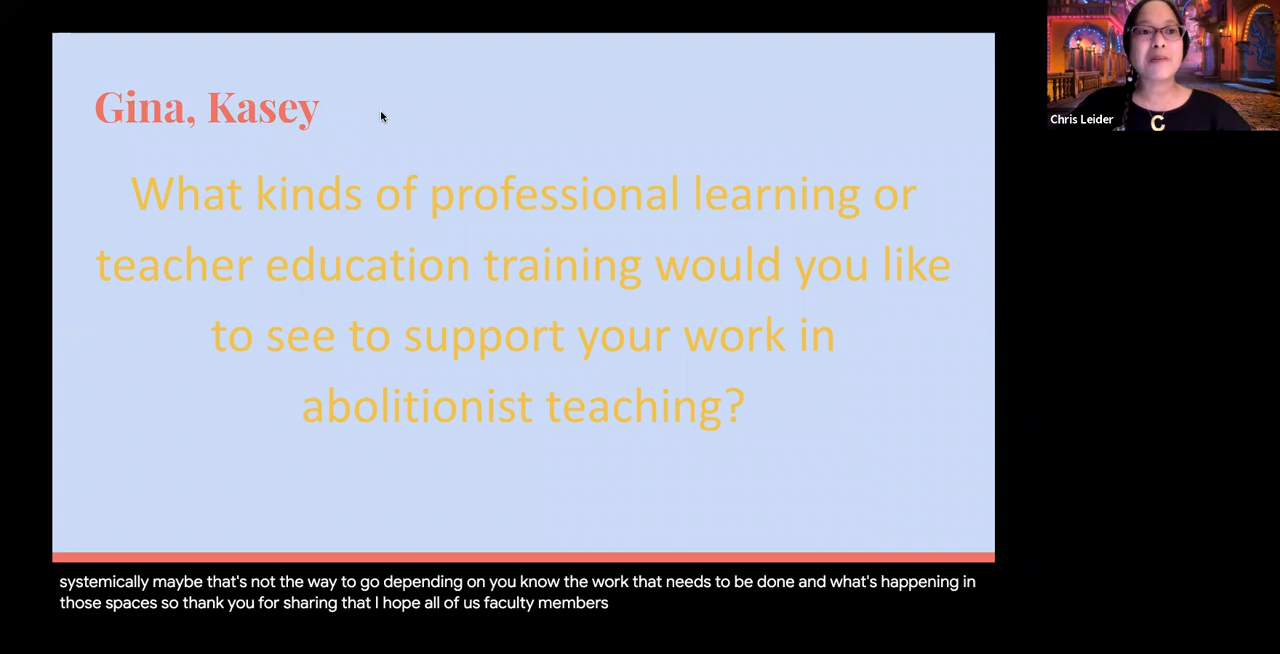 Gina, Kasey
What kinds of professional learning or
teacher education training would you like
to see to support your work in
abolitionist teaching?
Chris Leider
C
systemically maybe that's not the way to go depending on you know the work that needs to be done and what's happening in
those spaces so thank you for sharing that I hope all of us faculty members